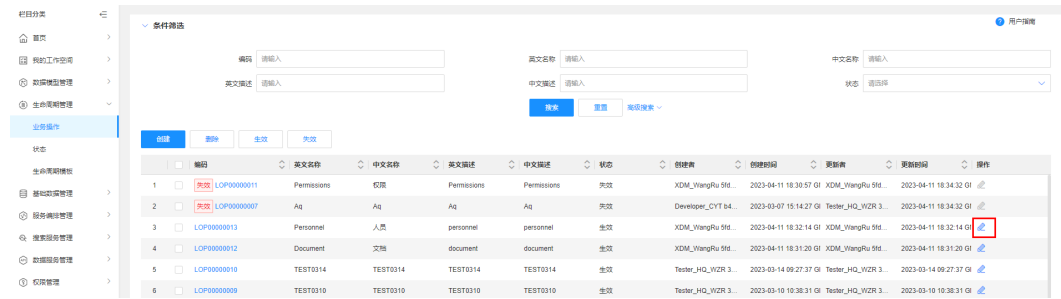 栏目分类
首页
我的工作空间
数据模型管理
生命周期管理
业务操作
状态
生命周期模板
基础数据管理
服务编排管理
搜索服务管理
数据服务管理
权限管理
条件筛选
用户指南
编码 请输入 英文名称 请输入 中文名称 请输入
英文描述 请输入 中文描述 请输入 状态 请选择
搜索 重置 高级搜索
创建 删除 生效 失效
编码 英文名称 中文名称 英文描述 中文描述 状态 创建者 创建时间 更新者 更新时间 操作
1 失效 LOP00000011 Permissions 权限 Permissions Permissions 失效 XDM_WangRu 5fd... 2023-04-11 18:30:57 GI XDM_WangRu 5fd... 2023-04-11 18:34:32 GI
2 失效 LOP00000007 Aq Aq Aq Aq 失效 Developer_CYT b4... 2023-03-07 15:14:27 GI Tester_HQ_WZR 3... 2023-04-11 18:34:32 GI
3 LOP00000013 Personnel 人员 personnel personnel 生效 XDM_WangRu 5fd... 2023-04-11 18:32:14 GI XDM_WangRu 5fd... 2023-04-11 18:32:14 GI
4 LOP00000012 Document 文档 document document 生效 XDM_WangRu 5fd... 2023-04-11 18:31:20 GI XDM_WangRu 5fd... 2023-04-11 18:31:20 GI
5 LOP00000010 TEST0314 TEST0314 TEST0314 TEST0314 生效 Tester_HQ_WZR 3... 2023-03-14 09:27:37 GI Tester_HQ_WZR 3... 2023-03-14 09:27:37 GI
6 LOP00000009 TEST0310 TEST0310 TEST0310 TEST0310 生效 Tester_HQ_WZR 3... 2023-03-10 10:38:31 GI Tester_HQ_WZR 3... 2023-03-10 10:38:31 GI